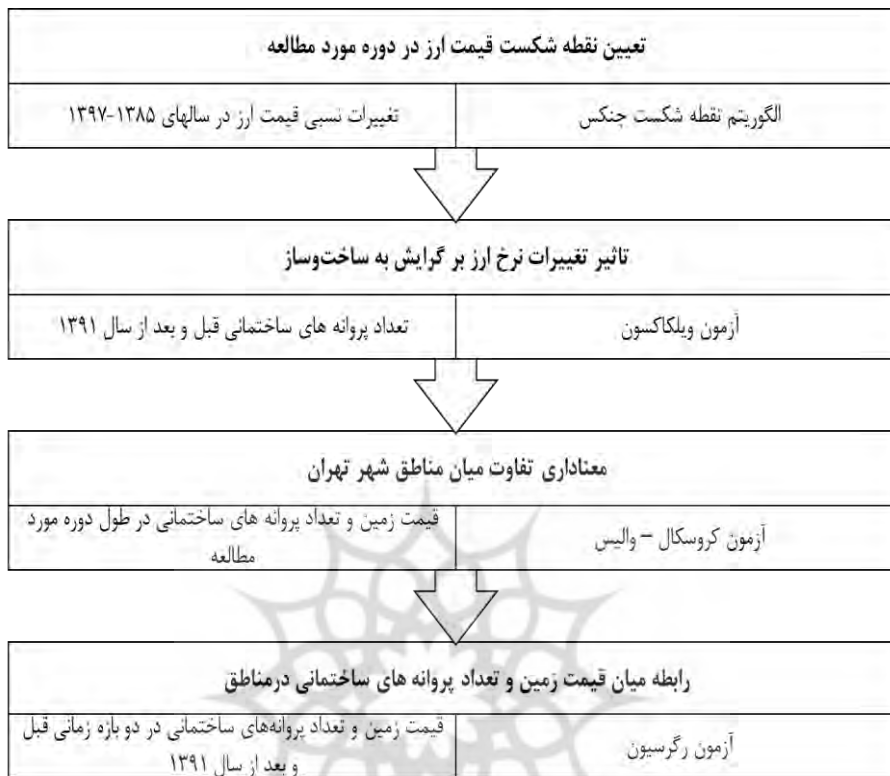 تعیین نقطه شکست قیمت ارز در دوره مورد مطالعه
الگوریتم نقطه شکست جنکس
تغییرات نسبی قیمت ارز در سالهای ۱۳۸۵-۱۳۹۷
تاثیر تغییرات نرخ ارز بر گرایش به ساخت‌وساز
آزمون ویلکاکسون
تعداد پروانه های ساختمانی قبل و بعد از سال ۱۳۹۱
معناداری تفاوت میان مناطق شهر تهران
آزمون کروسکال – والیس
قیمت زمین و تعداد پروانه های ساختمانی در طول دوره مورد
مطالعه
رابطه میان قیمت زمین و تعداد پروانه های ساختمانی درمناطق
آزمون رگرسیون
قیمت زمین و تعداد پروانه‌های ساختمانی در دو بازه زمانی قبل
و بعد از سال ۱۳۹۱